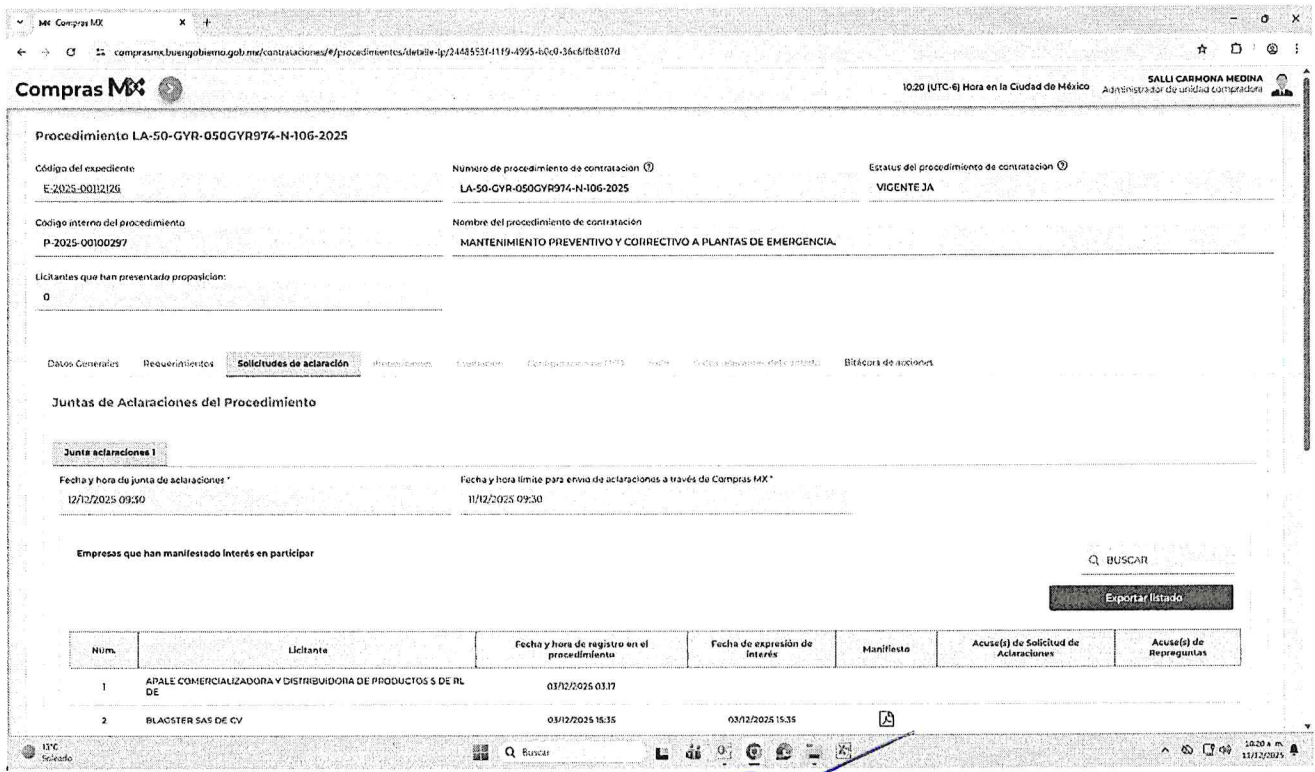 Compras MX
comprasmx.buengobierno.gob.mx/contrataciones/#/procedimientos/detalle-lp/
Compras MX
10:20 (UTC-6) Hora en la Ciudad de México
SALLI CARMONA MEDINA
Administrador de unidad compradora
Procedimiento LA-50-GYR-050GYR974-N-106-2025
Código del expediente
Número de procedimiento de contratación
Estatus del procedimiento de contratación
E-2025-00112126
LA-50-GYR-050GYR974-N-106-2025
VIGENTE JA
Código interno del procedimiento
Nombre del procedimiento de contratación
P-2025-00100297
MANTENIMIENTO PREVENTIVO Y CORRECTIVO A PLANTAS DE EMERGENCIA.
Licitantes que han presentado proposición:
0
Datos Generales Requerimientos Solicitudes de aclaración Bitácora de acciones
Juntas de Aclaraciones del Procedimiento
Junta aclaraciones 1
Fecha y hora de junta de aclaraciones *
Fecha y hora límite para envío de aclaraciones a través de Compras MX *
12/12/2025 09:30
11/12/2025 09:30
Empresas que han manifestado interés en participar
BUSCAR
Exportar listado
Núm. Licitante Fecha y hora de registro en el procedimiento Fecha de expresión de interés Manifiesto Acuse(s) de Solicitud de Aclaraciones Acuse(s) de Repreguntas
1 APALE COMERCIALIZADORA Y DISTRIBUIDORA DE PRODUCTOS S DE RL DE 03/12/2025 03:17
2 BLAGSTER SAS DE CV 03/12/2025 15:35 03/12/2025 15:35
13°C
Soleado
Buscar
10:20 a. m.
11/12/2025